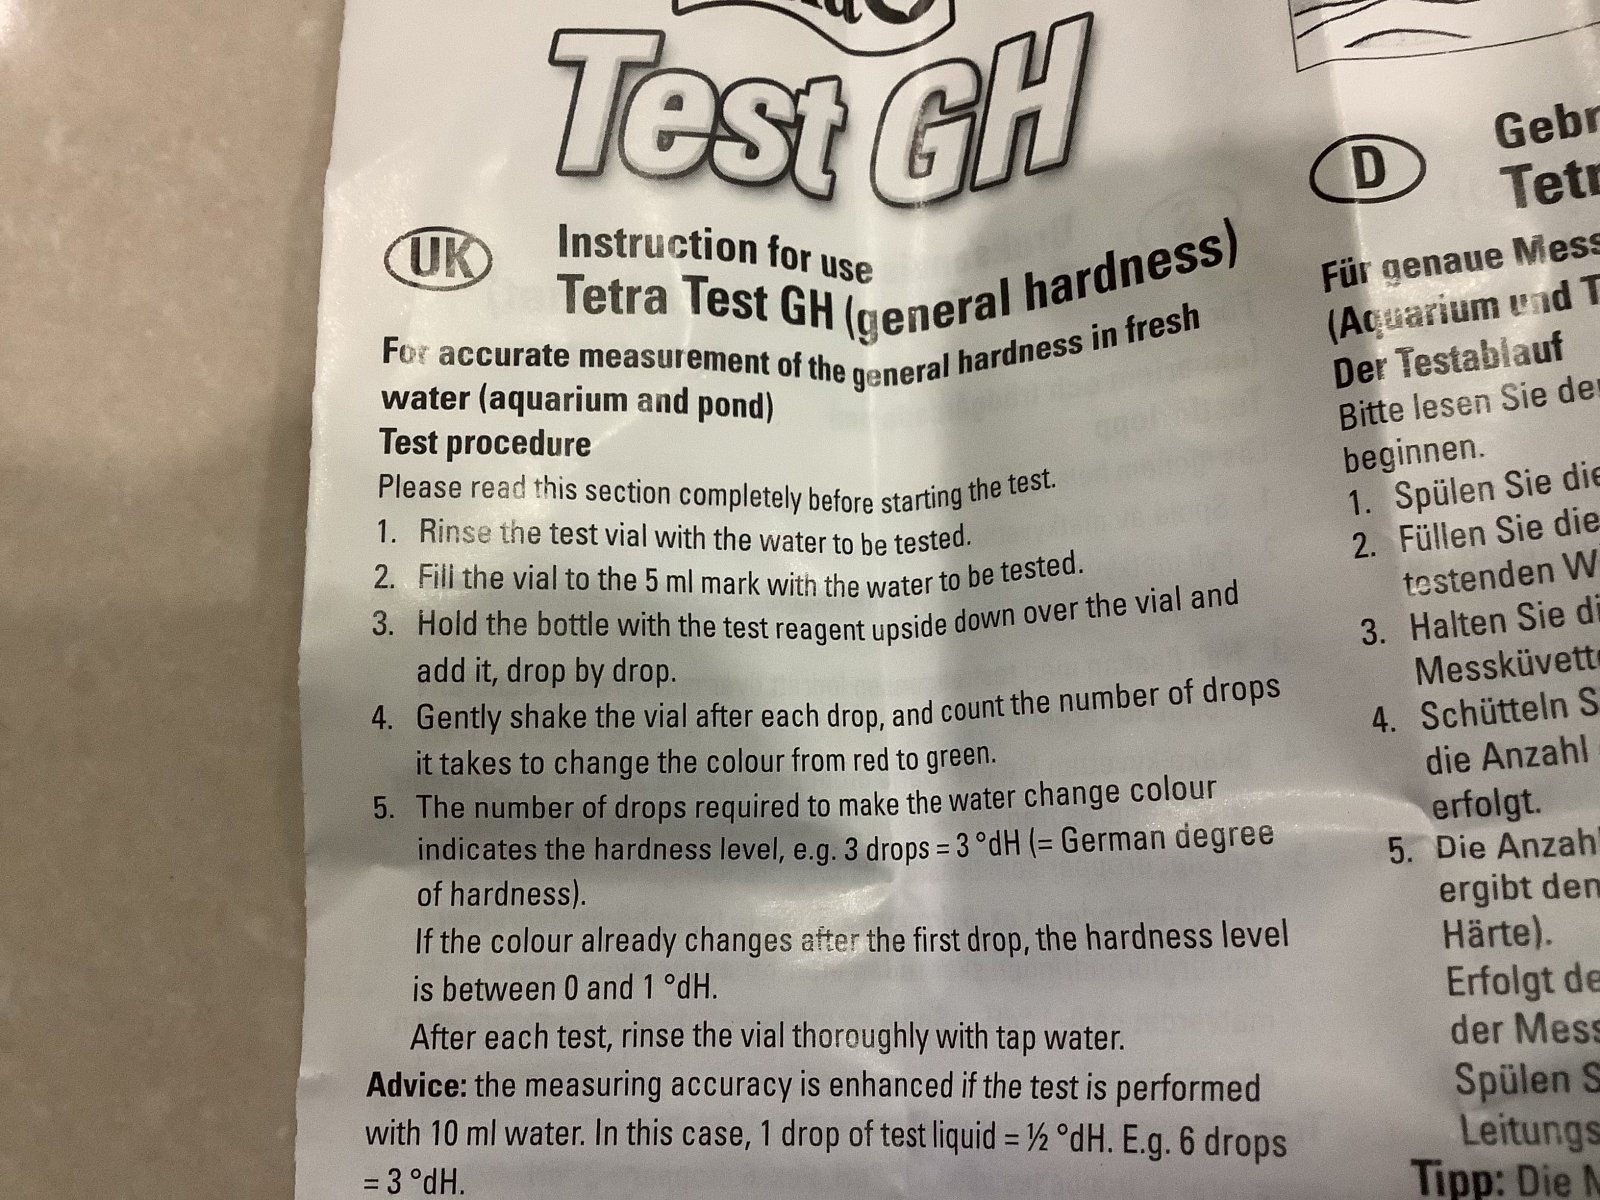 Test GH
UK
Instruction for use
Tetra Test GH (general hardness)
For accurate measurement of the general hardness in fresh
water (aquarium and pond)
Test procedure
Please read this section completely before starting the test.
1. Rinse the test vial with the water to be tested.
2. Fill the vial to the 5 ml mark with the water to be tested.
3. Hold the bottle with the test reagent upside down over the vial and
add it, drop by drop.
4. Gently shake the vial after each drop, and count the number of drops
it takes to change the colour from red to green.
5. The number of drops required to make the water change colour
indicates the hardness level, e.g. 3 drops = 3 °dH (= German degree
of hardness).
If the colour already changes after the first drop, the hardness level
is between 0 and 1 °dH.
After each test, rinse the vial thoroughly with tap water.
Advice: the measuring accuracy is enhanced if the test is performed
with 10 ml water. In this case, 1 drop of test liquid = ½ °dH. E.g. 6 drops
= 3 °dH.
D
Gebr
Tetr
Für genaue Mess
(Aquarium und T
Der Testablauf
Bitte lesen Sie de
beginnen.
1. Spülen Sie die
2. Füllen Sie die
testenden W
3. Halten Sie di
Messküvette
4. Schütteln S
die Anzahl
erfolgt.
5. Die Anzahl
ergibt den
Härte).
Erfolgt de
der Mess
Spülen S
Leitungs
Tipp: Die M